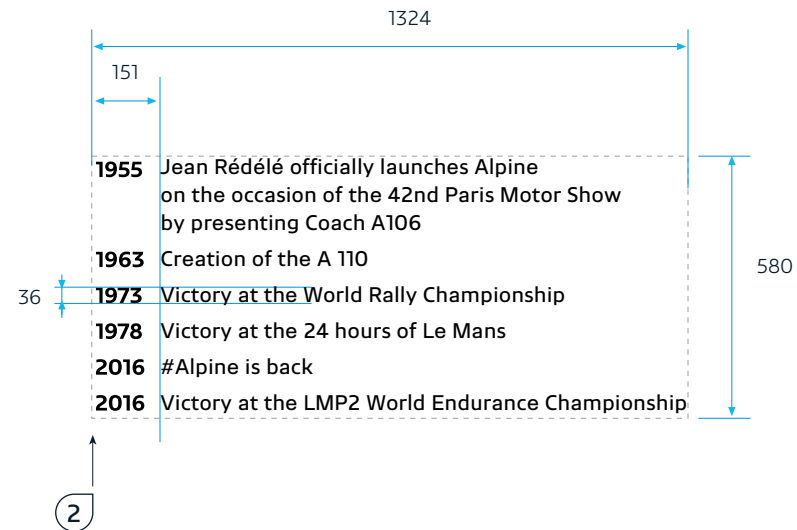 1324
151
1955 Jean Rédélé officially launches Alpine
on the occasion of the 42nd Paris Motor Show
by presenting Coach A106
1963 Creation of the A 110
580
36
1973 Victory at the World Rally Championship
1978 Victory at the 24 hours of Le Mans
2016 #Alpine is back
2016 Victory at the LMP2 World Endurance Championship
2